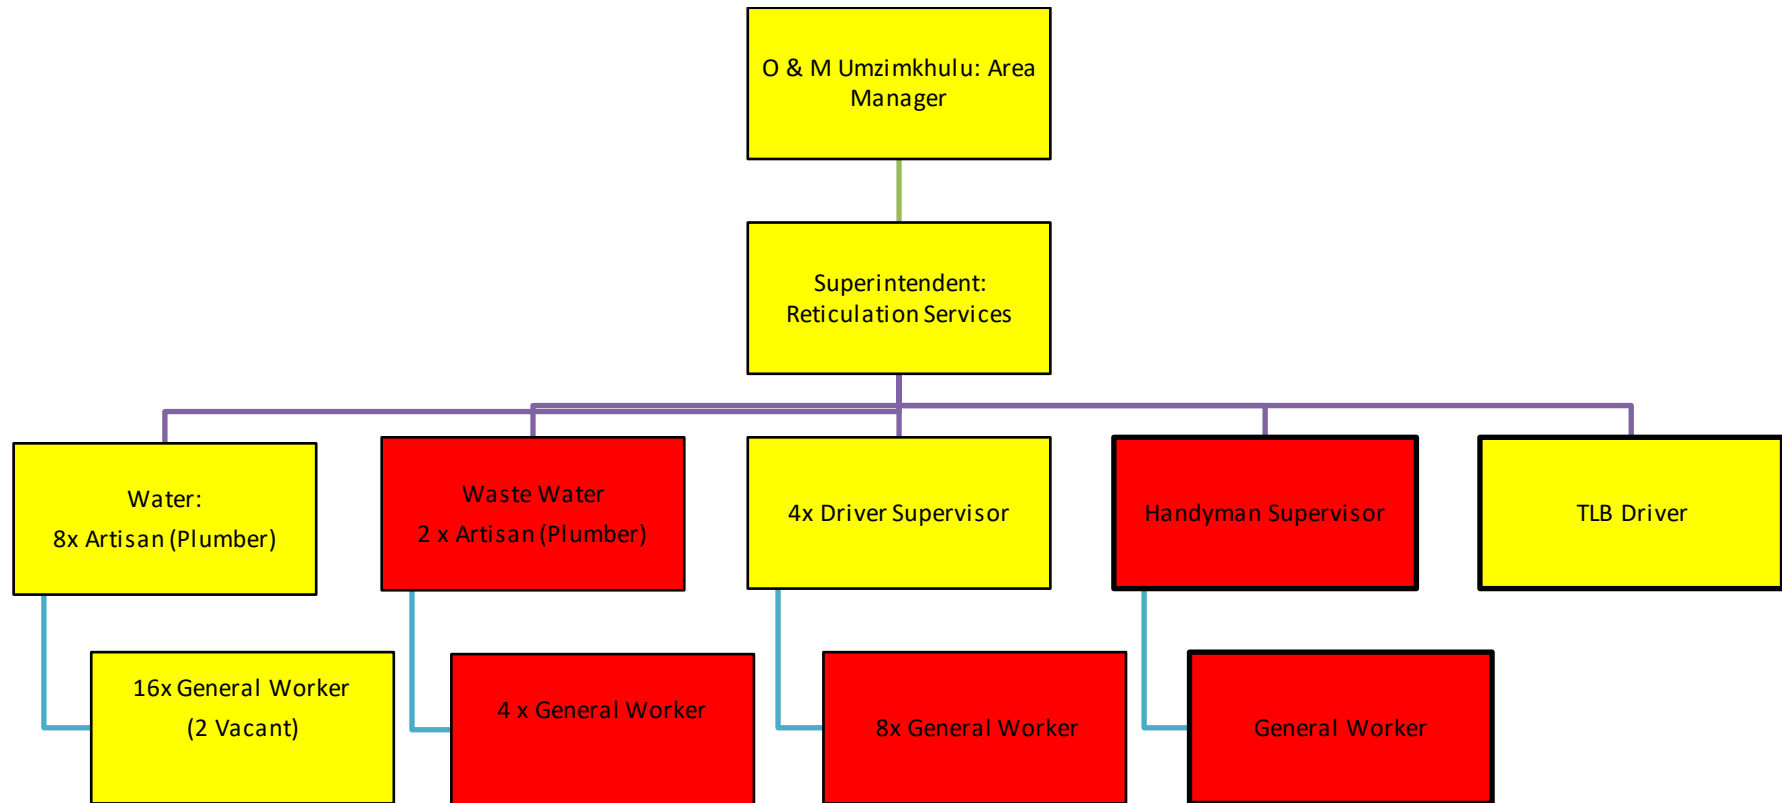 O & M Umzimkhulu: Area
Manager
Superintendent:
Reticulation Services
Water:
8x Artisan (Plumber)
Waste Water
2 x Artisan (Plumber)
4x Driver Supervisor
Handyman Supervisor
TLB Driver
16x General Worker
(2 Vacant)
4 x General Worker
8x General Worker
General Worker